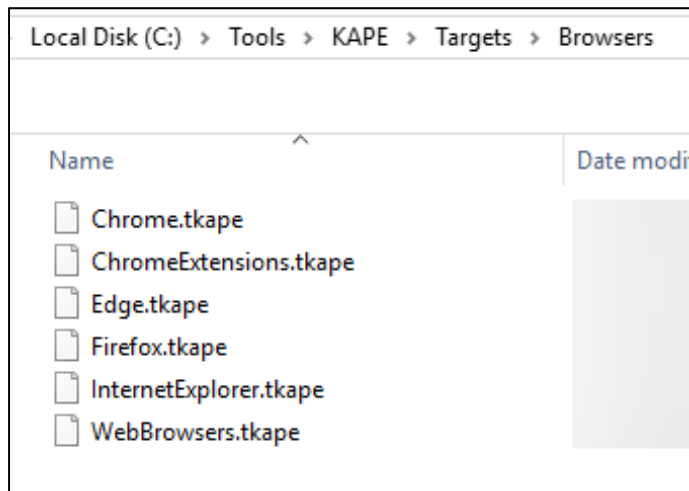 Local Disk (C:) > Tools > KAPE > Targets > Browsers
Name Date modi
Chrome.tkape
ChromeExtensions.tkape
Edge.tkape
Firefox.tkape
InternetExplorer.tkape
WebBrowsers.tkape